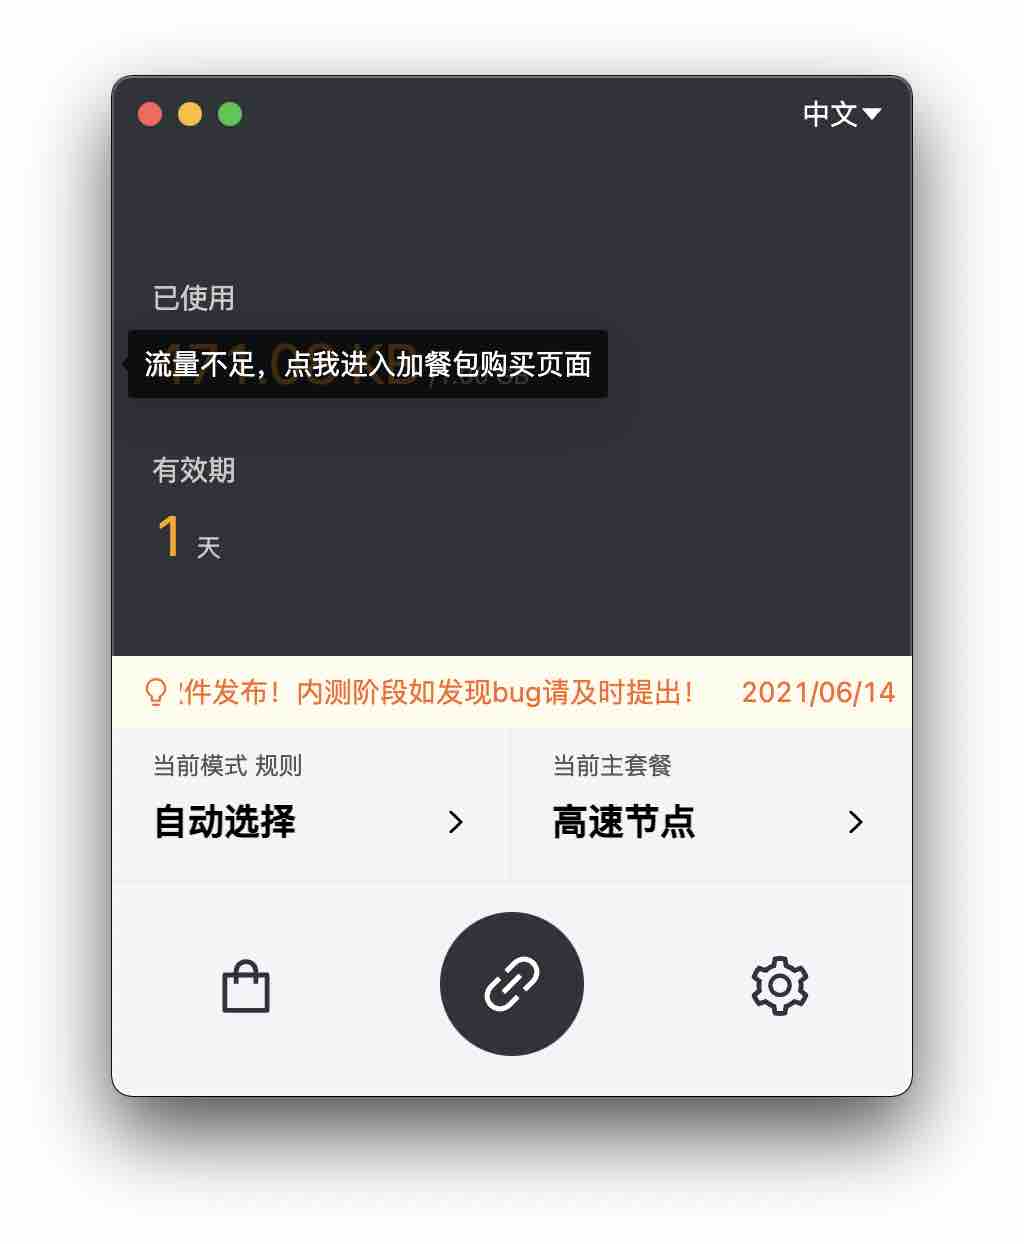 中文
已使用
流量不足，点我进入加餐包购买页面
有效期
1 天
件发布！内测阶段如发现bug请及时提出！ 2021/06/14
当前模式 规则
当前主套餐
自动选择
高速节点